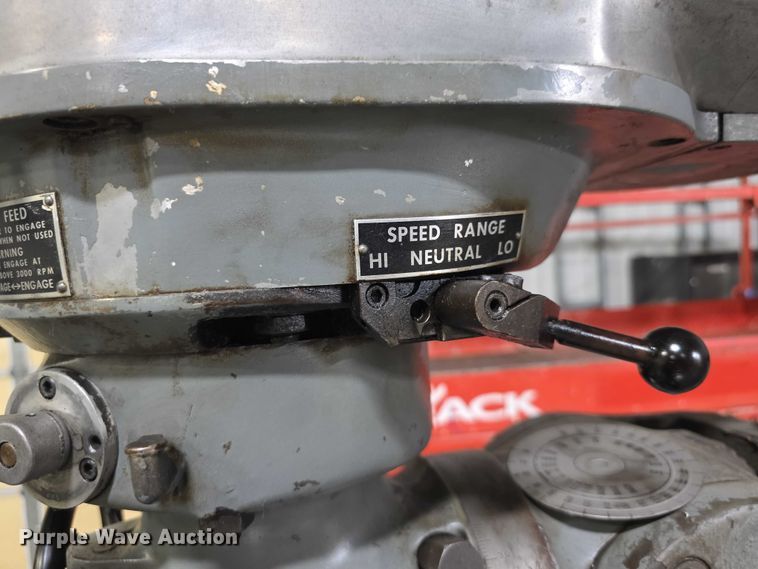 FEED
TO ENGAGE
WHEN NOT USED
ENGAGE AT
ABOVE 3000 RPM
ENGAGE
SPEED RANGE
HI NEUTRAL LO
ACK
Purple Wave Auction